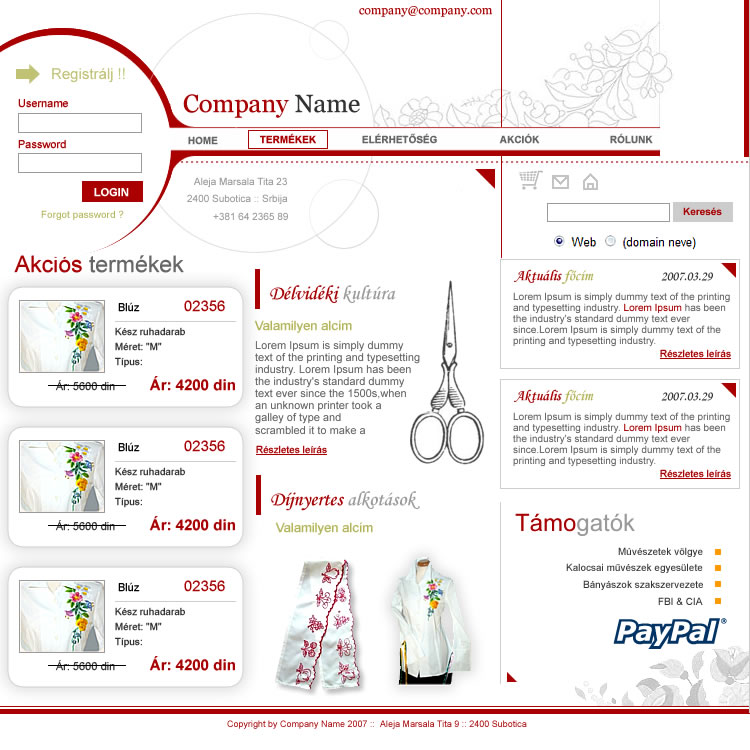 company@company.com
Registrálj !!
Username
Password
LOGIN
Forgot password ?
Company Name
HOME
TERMÉKEK
ELÉRHETŐSÉG
AKCIÓK
RÓLUNK
Aleja Marsala Tita 23
2400 Subotica :: Srbija
+381 64 2365 89
Keresés
Web
(domain neve)
Akciós termékek
Blúz 02356
Kész ruhadarab
Méret: "M"
Típus:
Ár: 5600 din Ár: 4200 din
Blúz 02356
Kész ruhadarab
Méret: "M"
Típus:
Ár: 5600 din Ár: 4200 din
Blúz 02356
Kész ruhadarab
Méret: "M"
Típus:
Ár: 5600 din Ár: 4200 din
Délvidéki kultúra
Valamilyen alcím
Lorem Ipsum is simply dummy
text of the printing and typesetting
industry. Lorem Ipsum has been
the industry's standard dummy
text ever since the 1500s,when
an unknown printer took a
galley of type and
scrambled it to make a
Részletes leírás
Díjnyertes alkotások
Valamilyen alcím
Aktuális főcím 2007.03.29
Lorem Ipsum is simply dummy text of the printing
and typesetting industry. Lorem Ipsum has been
the industry's standard dummy text ever
since.Lorem Ipsum is simply dummy text of the
printing and typesetting industry.
Részletes leírás
Aktuális főcím 2007.03.29
Lorem Ipsum is simply dummy text of the printing
and typesetting industry. Lorem Ipsum has been
the industry's standard dummy text ever
since.Lorem Ipsum is simply dummy text of the
printing and typesetting industry.
Részletes leírás
Támogatók
Művészetek völgye
Kalocsai művészek egyesülete
Bányászok szakszervezete
FBI & CIA
PayPal®
Copyright by Company Name 2007 :: Aleja Marsala Tita 9 :: 2400 Subotica